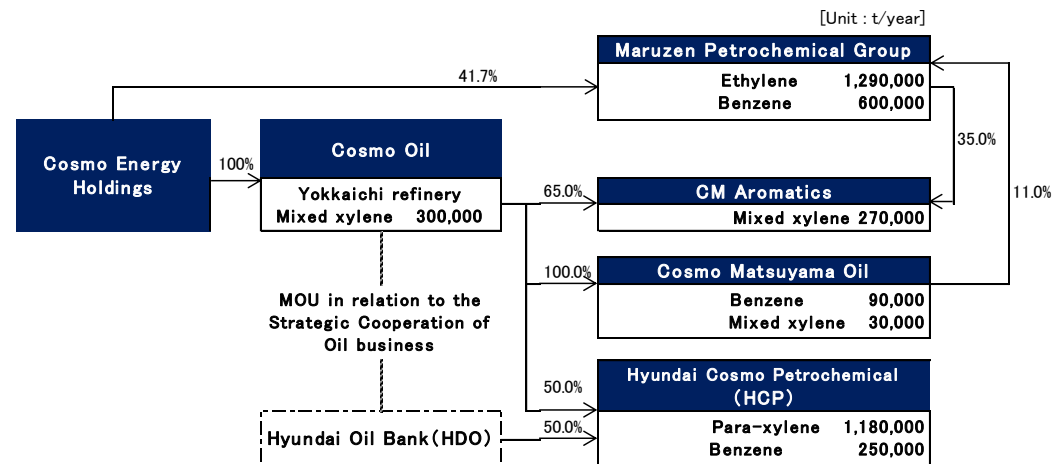 [Unit : t/year]
Maruzen Petrochemical Group
Ethylene 1,290,000
Benzene 600,000
41.7%
35.0%
11.0%
Cosmo Energy
Holdings
100%
Cosmo Oil
Yokkaichi refinery
Mixed xylene 300,000
65.0%
CM Aromatics
Mixed xylene 270,000
100.0%
Cosmo Matsuyama Oil
Benzene 90,000
Mixed xylene 30,000
MOU in relation to the
Strategic Cooperation of
Oil business
50.0%
Hyundai Cosmo Petrochemical
(HCP)
Para-xylene 1,180,000
Benzene 250,000
Hyundai Oil Bank(HDO)
50.0%